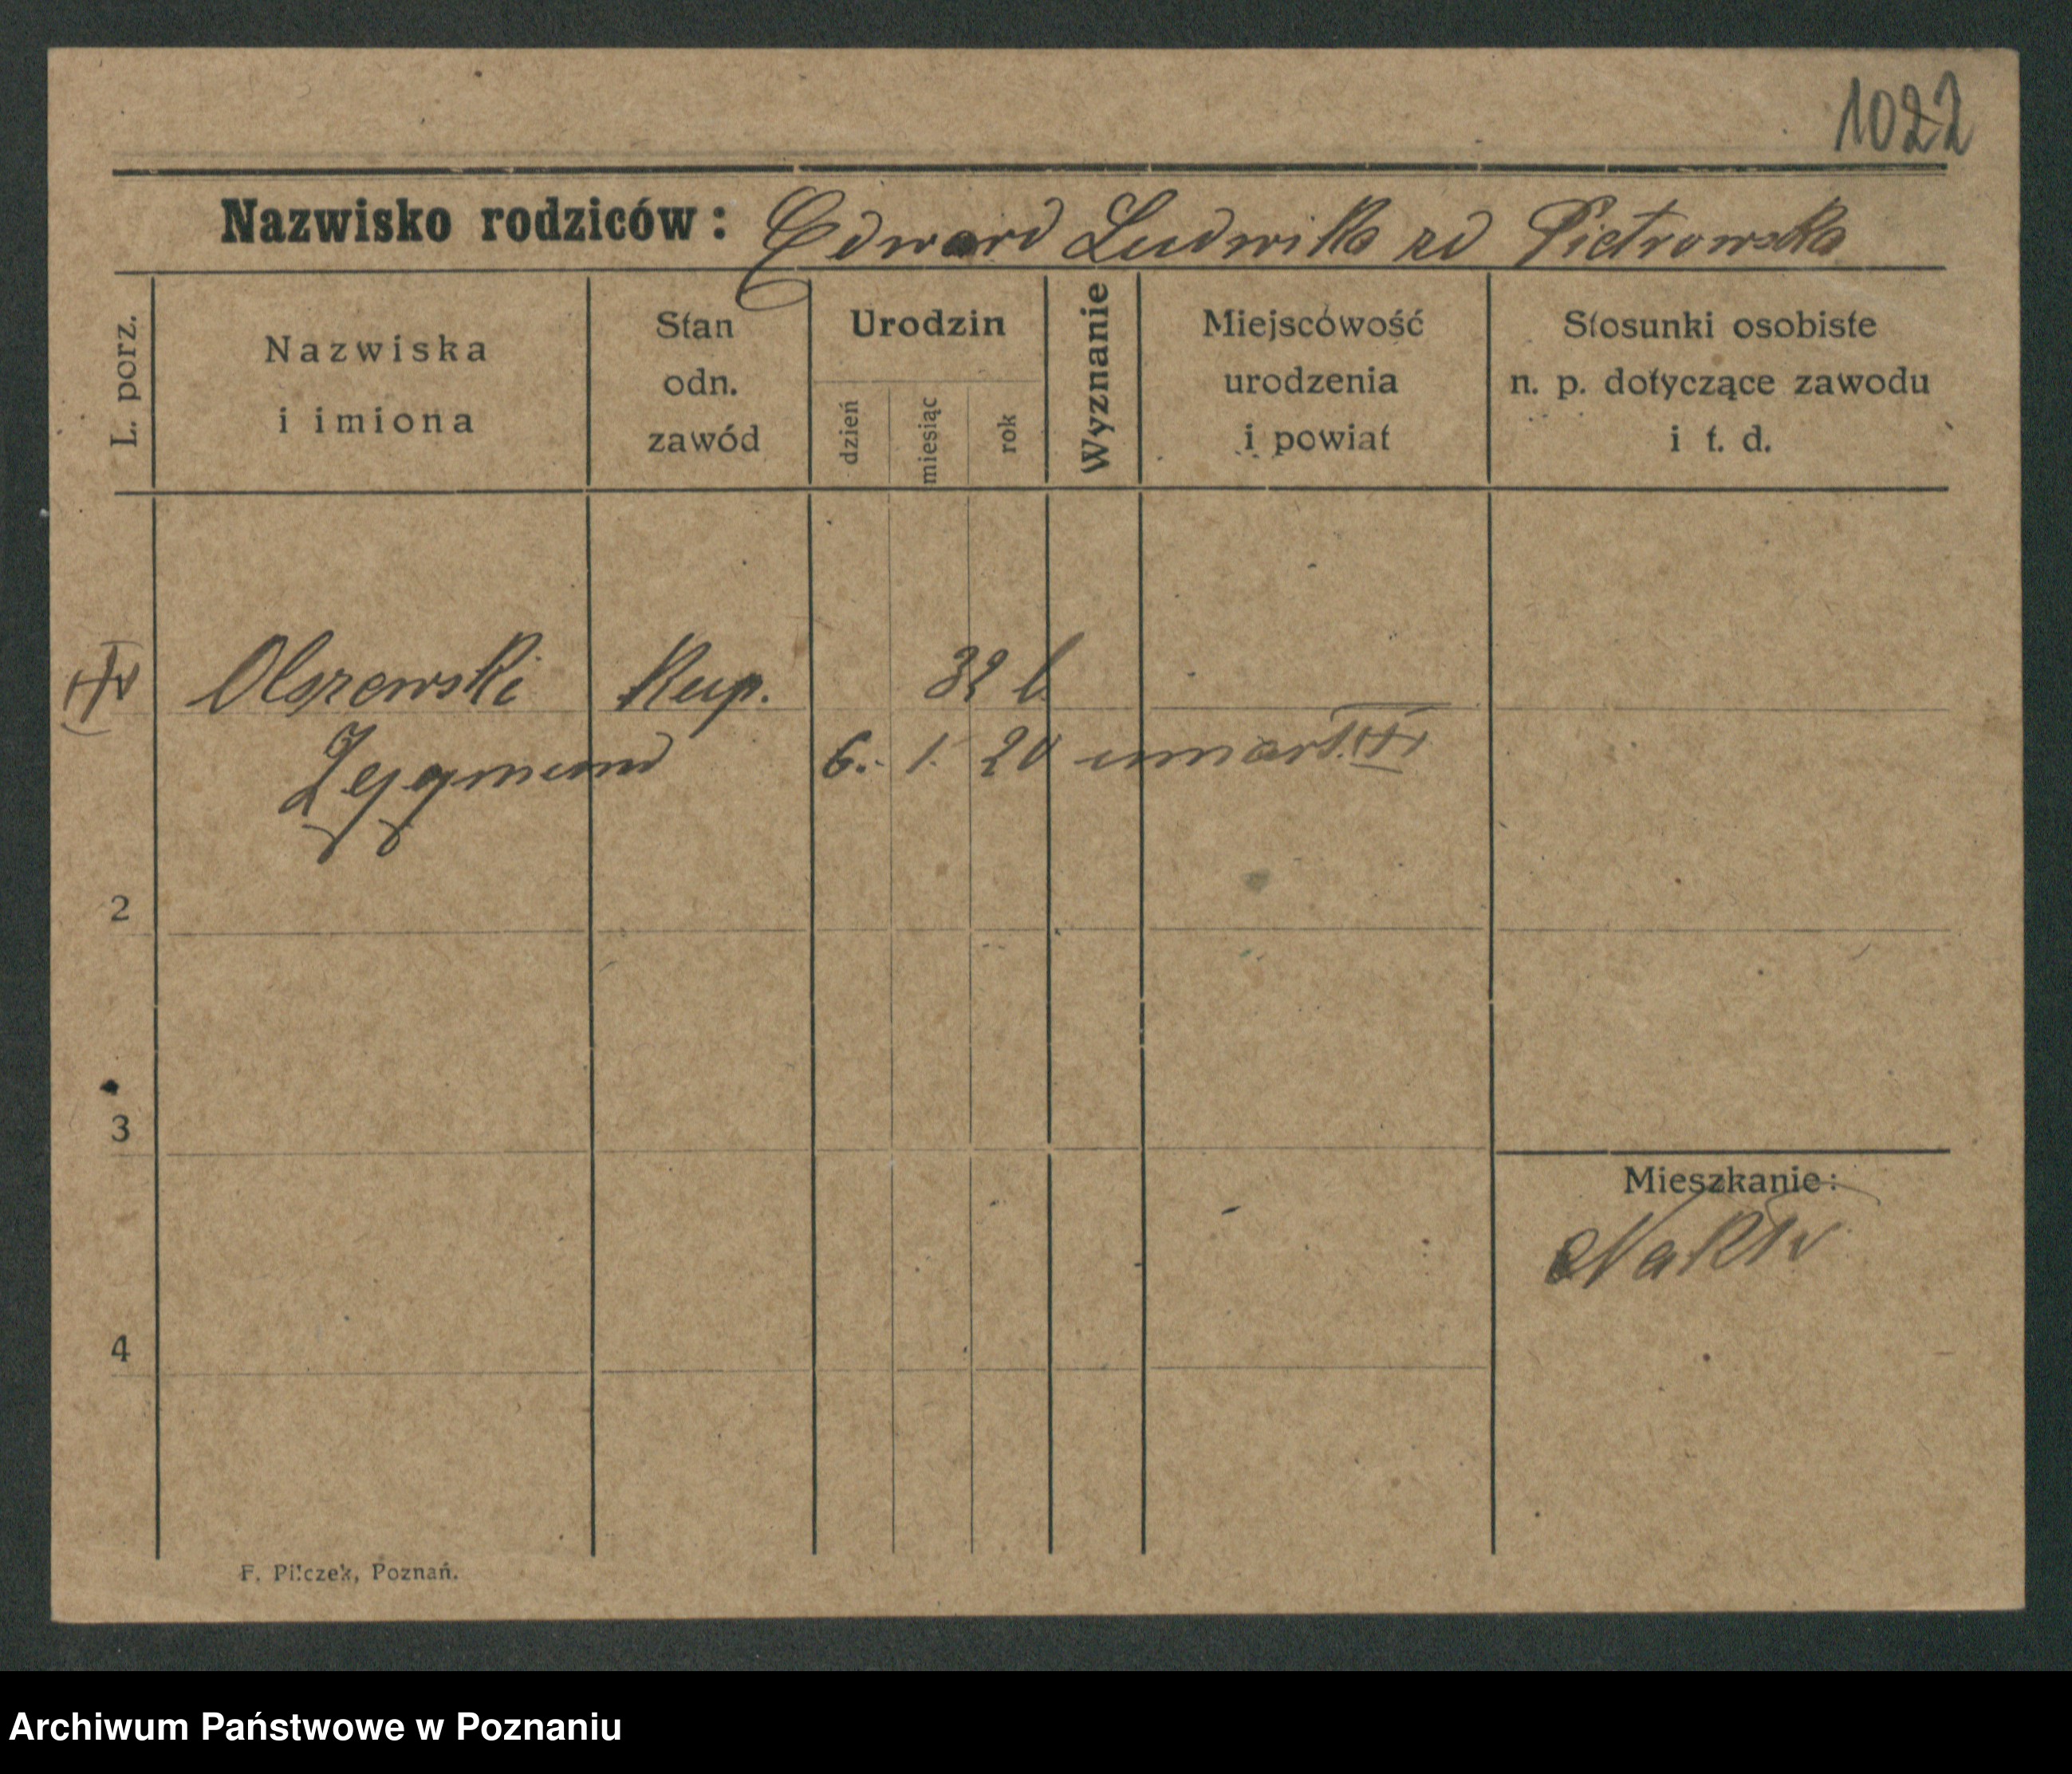 1022
Nazwisko rodziców: Edward Ludwika zd Pietrowska
L. porz.
Nazwiska
i imiona
Stan
odn.
zawód
Urodzin
dzień
miesiąc
rok
Wyznanie
Miejscowość
urodzenia
i powiat
Stosunki osobiste
n. p. dotyczące zawodu
i t. d.
Olszewski Kup. 32 l.
Zygmund 6. 1. 20 umarł
2
3
4
Mieszkanie:
F. Pilczek, Poznań.
Archiwum Państwowe w Poznaniu